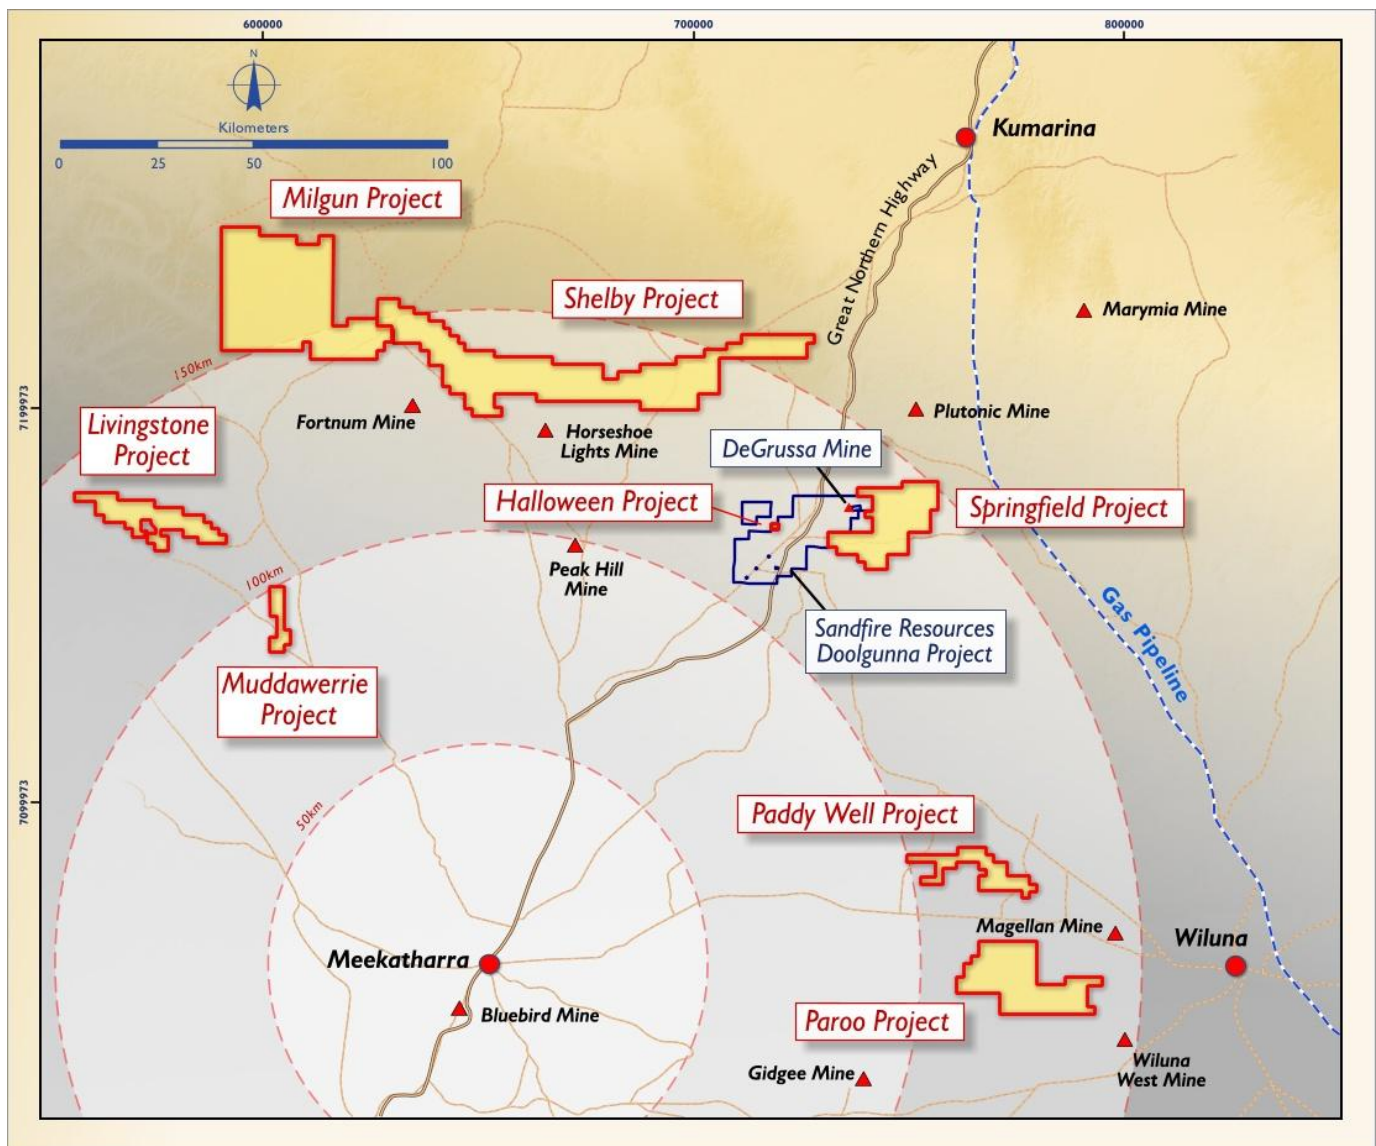 600000
700000
800000
N
Kilometers
0
25
50
100
Kumarina
Great Northern Highway
Milgun Project
Shelby Project
Marymia Mine
150km
7199973
Fortnum Mine
Plutonic Mine
Livingstone
Project
Horseshoe
Lights Mine
DeGrussa Mine
Halloween Project
Springfield Project
Peak Hill
Mine
100km
Gas Pipeline
Sandfire Resources
Doolgunna Project
Muddawerrie
Project
7099973
50km
Paddy Well Project
Magellan Mine
Wiluna
Meekatharra
Bluebird Mine
Paroo Project
Gidgee Mine
Wiluna
West Mine